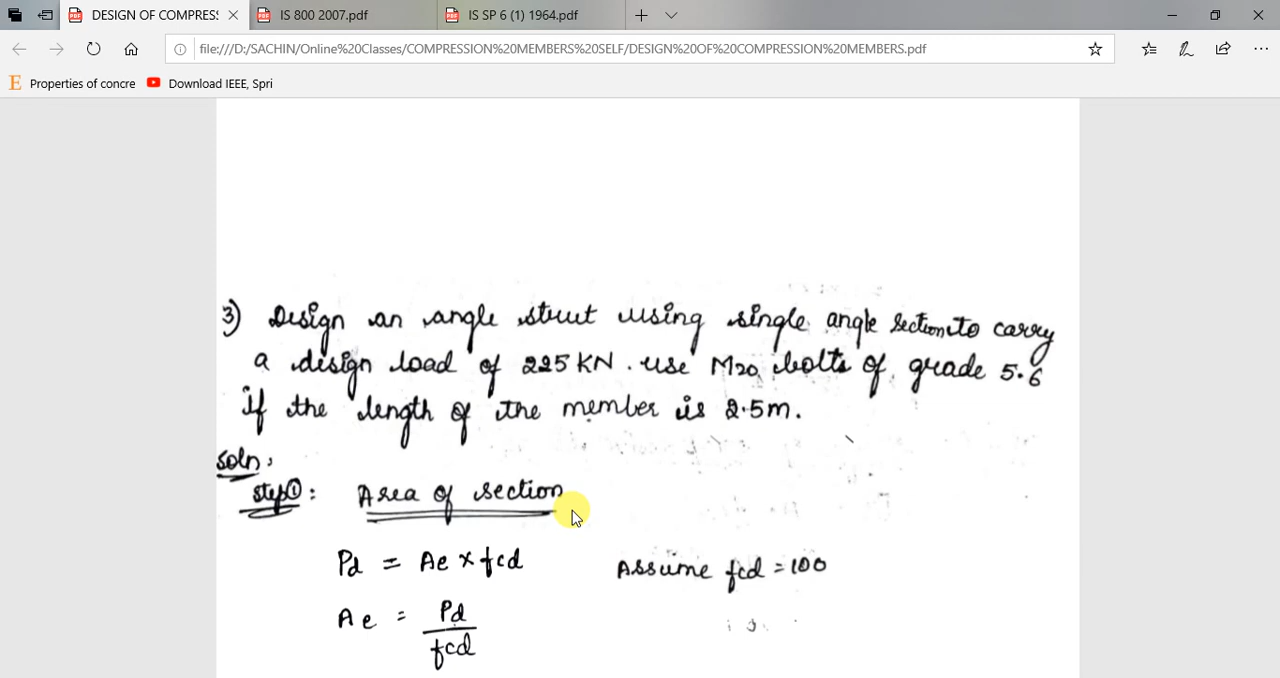 DESIGN OF COMPRESS
IS 800 2007.pdf
IS SP 6 (1) 1964.pdf
file:///D:/SACHIN/Online%20Classes/COMPRESSION%20MEMBERS%20SELF/DESIGN%20OF%20COMPRESSION%20MEMBERS.pdf
E Properties of concre
Download IEEE, Spri
3) Design an angle strut using single angle section to carry
a design load of 225 KN. use M20 bolts of grade 5.6
if the length of the member is 2.5m.
Soln:
step①: Area of section
Pd = Ae × fcd Assume fcd = 100
Ae = Pd
fcd